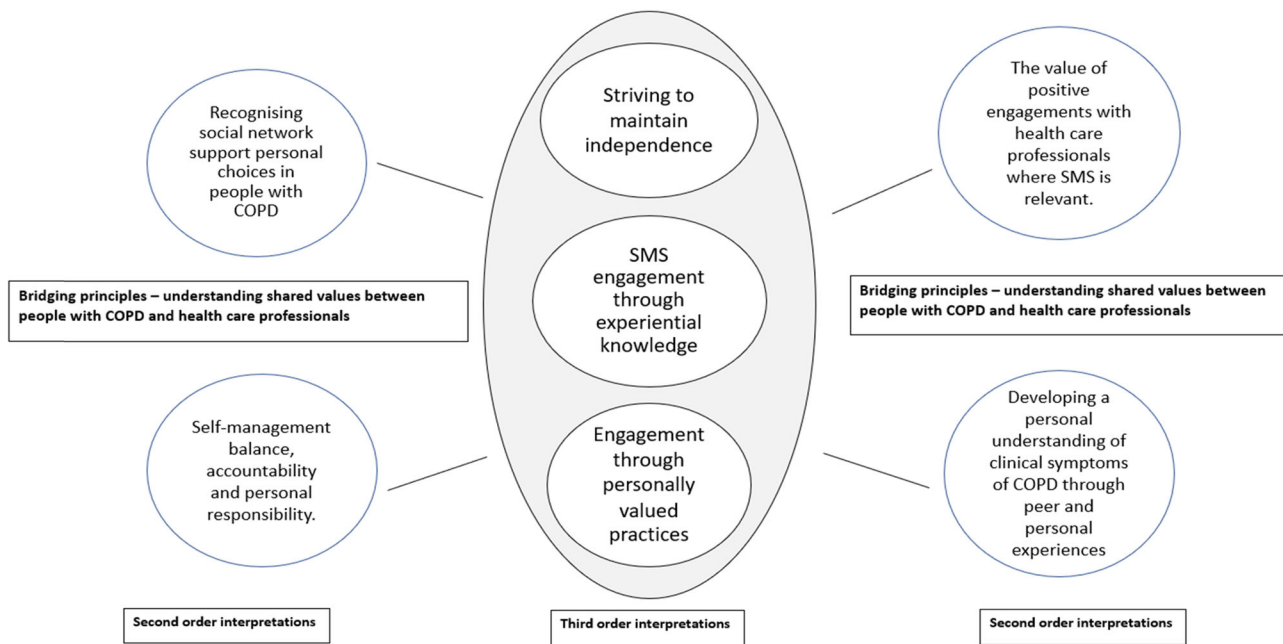 Recognising
social network
support personal
choices in
people with
COPD
Striving to
maintain
independence
The value of
positive
engagements with
health care
professionals
where SMS is
relevant.
Bridging principles – understanding shared values between
people with COPD and health care professionals
SMS
engagement
through
experiential
knowledge
Bridging principles – understanding shared values between
people with COPD and health care professionals
Self-management
balance,
accountability
and personal
responsibility.
Engagement
through
personally
valued
practices
Developing a
personal
understanding of
clinical symptoms
of COPD through
peer and
personal
experiences
Second order interpretations
Third order interpretations
Second order interpretations